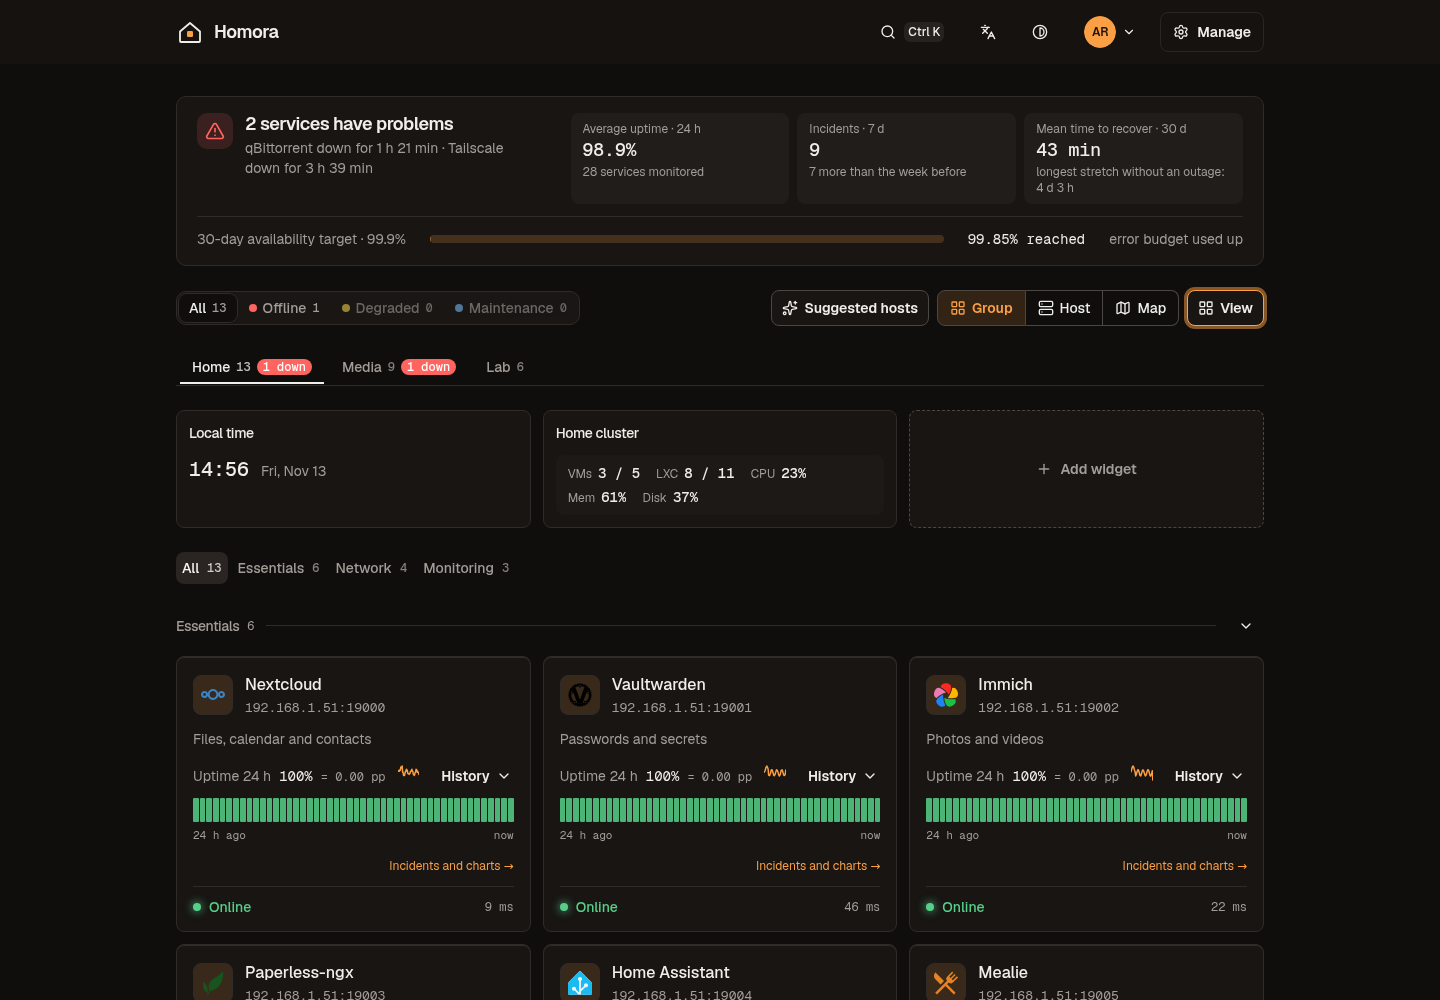 Homora
Ctrl K
AR
Manage
2 services have problems
qBittorrent down for 1 h 21 min · Tailscale
down for 3 h 39 min
Average uptime · 24 h
98.9%
28 services monitored
Incidents · 7 d
9
7 more than the week before
Mean time to recover · 30 d
43 min
longest stretch without an outage:
4 d 3 h
30-day availability target · 99.9%
99.85% reached
error budget used up
All 13
Offline 1
Degraded 0
Maintenance 0
Suggested hosts
Group
Host
Map
View
Home 13 1 down
Media 9 1 down
Lab 6
Local time
14:56 Fri, Nov 13
Home cluster
VMs 3 / 5 LXC 8 / 11 CPU 23%
Mem 61% Disk 37%
Add widget
All 13
Essentials 6
Network 4
Monitoring 3
Essentials 6
Nextcloud
192.168.1.51:19000
Files, calendar and contacts
Uptime 24 h 100% = 0.00 pp
History
24 h ago
now
Incidents and charts →
Online
9 ms
Vaultwarden
192.168.1.51:19001
Passwords and secrets
Uptime 24 h 100% = 0.00 pp
History
24 h ago
now
Incidents and charts →
Online
46 ms
Immich
192.168.1.51:19002
Photos and videos
Uptime 24 h 100% = 0.00 pp
History
24 h ago
now
Incidents and charts →
Online
22 ms
Paperless-ngx
192.168.1.51:19003
Home Assistant
192.168.1.51:19004
Mealie
192.168.1.51:19005